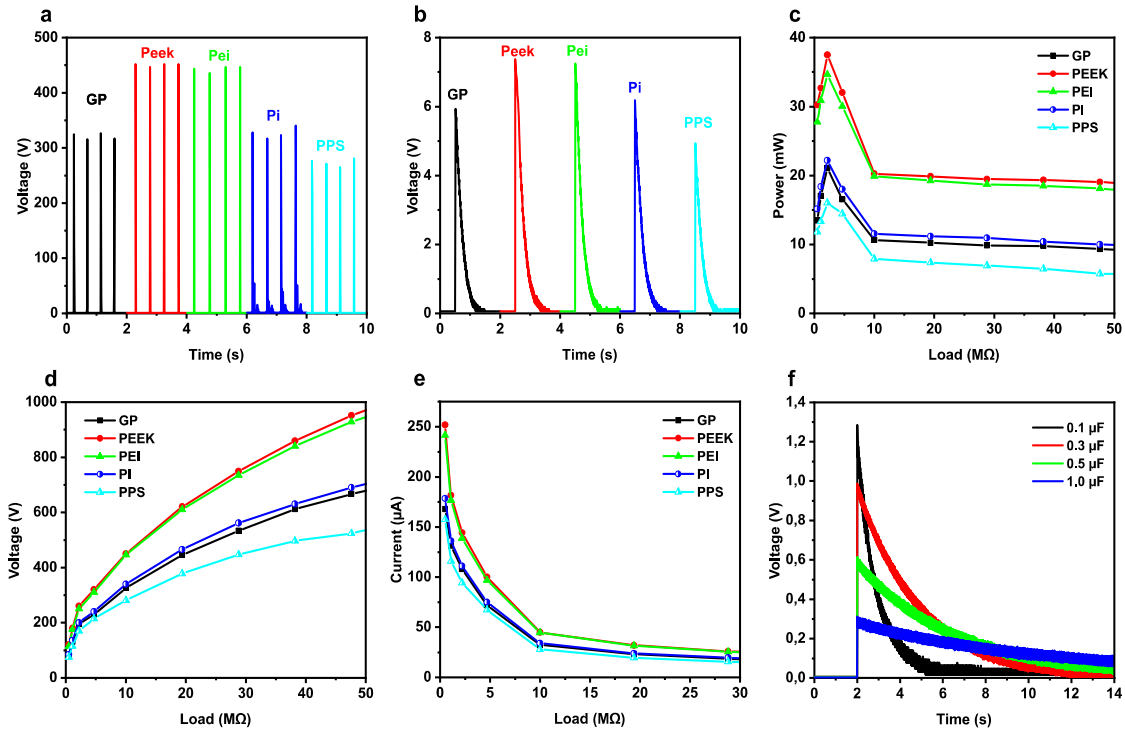 a
500
400
300
200
100
0
Voltage (V)
GP
Peek
Pei
Pi
PPS
0 2 4 6 8 10
Time (s)
b
8
6
4
2
0
Voltage (V)
GP
Peek
Pei
Pi
PPS
0 2 4 6 8 10
Time (s)
c
40
30
20
10
0
Power (mW)
GP
PEEK
PEI
PI
PPS
0 10 20 30 40 50
Load (MΩ)
d
1000
800
600
400
200
0
Voltage (V)
GP
PEEK
PEI
PI
PPS
0 10 20 30 40 50
Load (MΩ)
e
250
200
150
100
50
0
Current (µA)
GP
PEEK
PEI
PI
PPS
0 5 10 15 20 25 30
Load (MΩ)
f
1,4
1,2
1,0
0,8
0,6
0,4
0,2
0,0
Voltage (V)
0.1 µF
0.3 µF
0.5 µF
1.0 µF
0 2 4 6 8 10 12 14
Time (s)